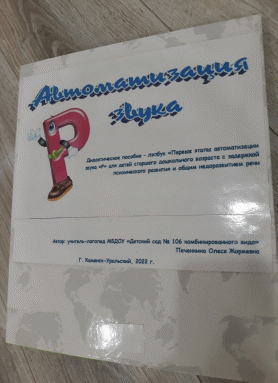 Автоматизация
звука
Р
Дидактическое пособие - лэпбук «Первые этапы автоматизации
звука «Р» для детей старшего дошкольного возраста с задержкой
психического развития и общим недоразвитием речи
Автор: учитель-логопед МБДОУ «Детский сад № 106 комбинированного вида»
Печенкина Олеся Жоржевна
Г. Каменск-Уральский, 2022 г.